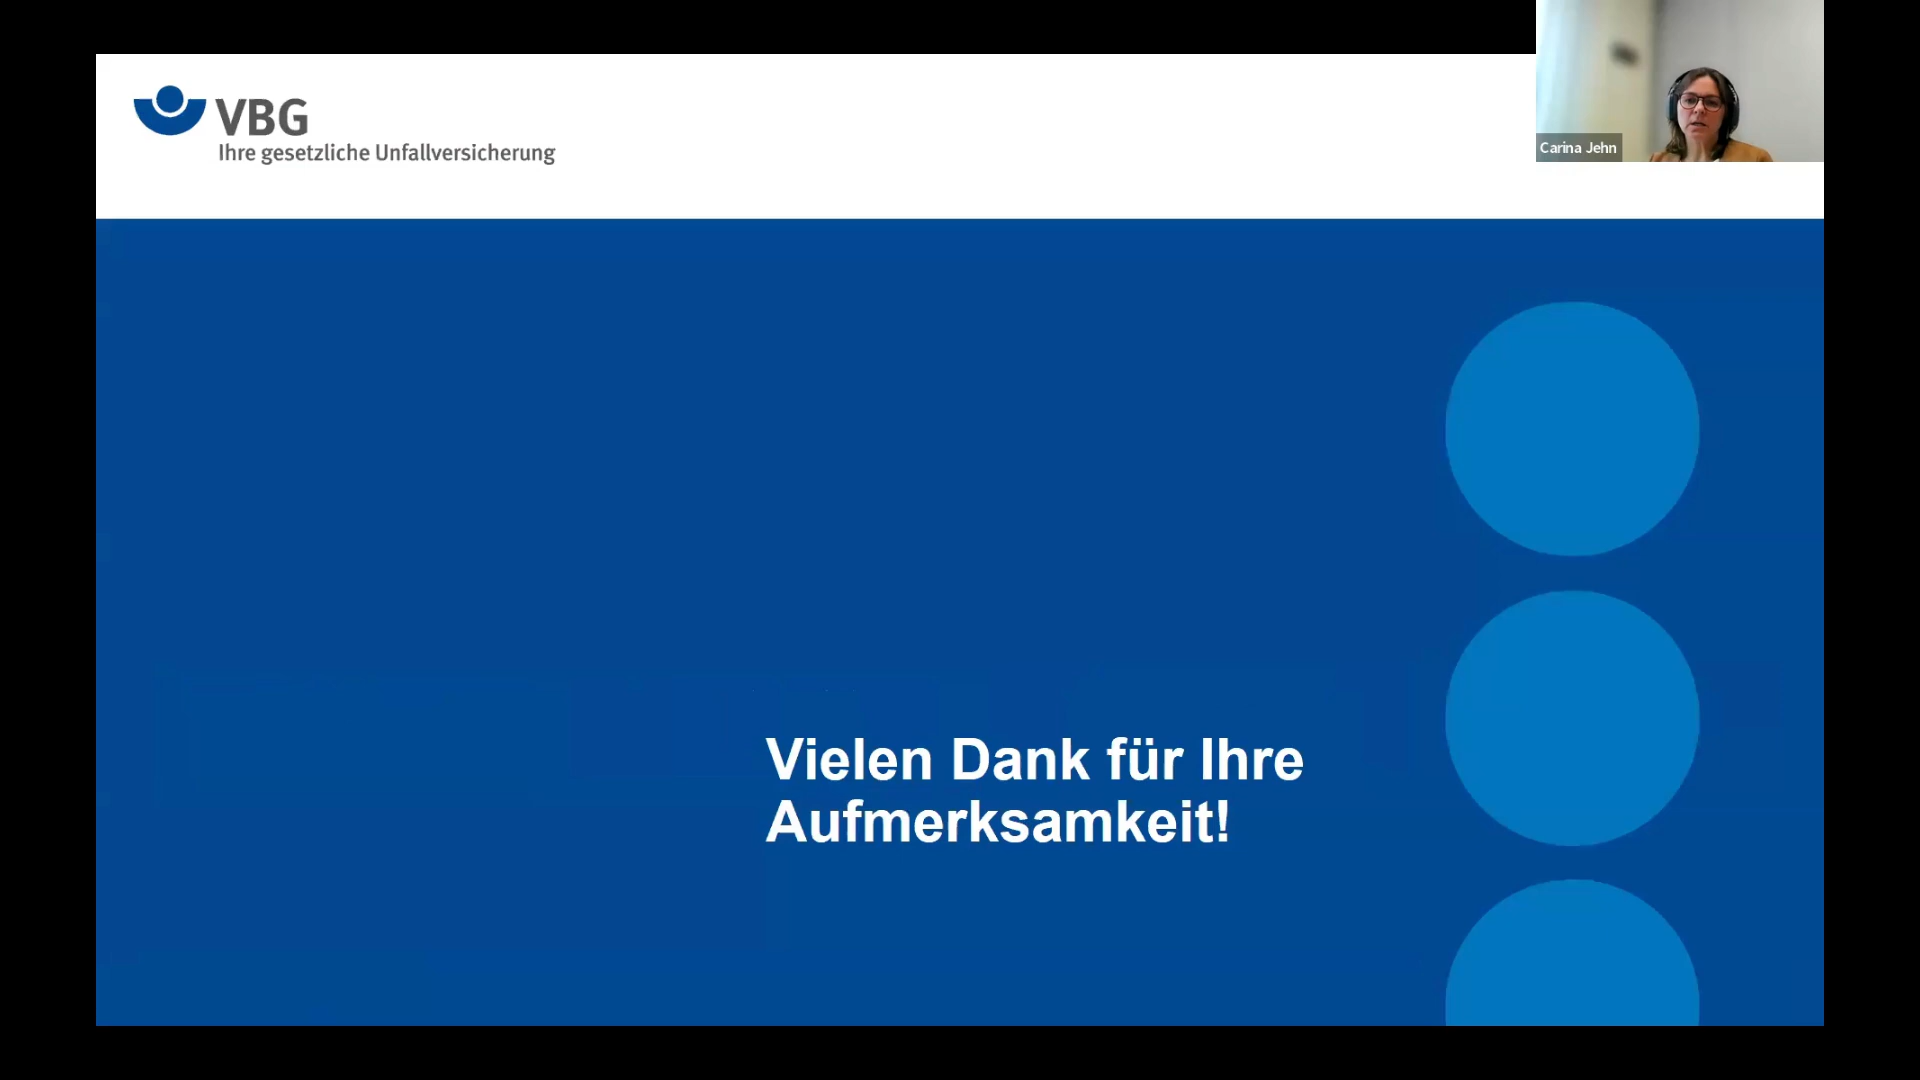 VBG
Ihre gesetzliche Unfallversicherung
Carina Jehn
Vielen Dank für Ihre
Aufmerksamkeit!